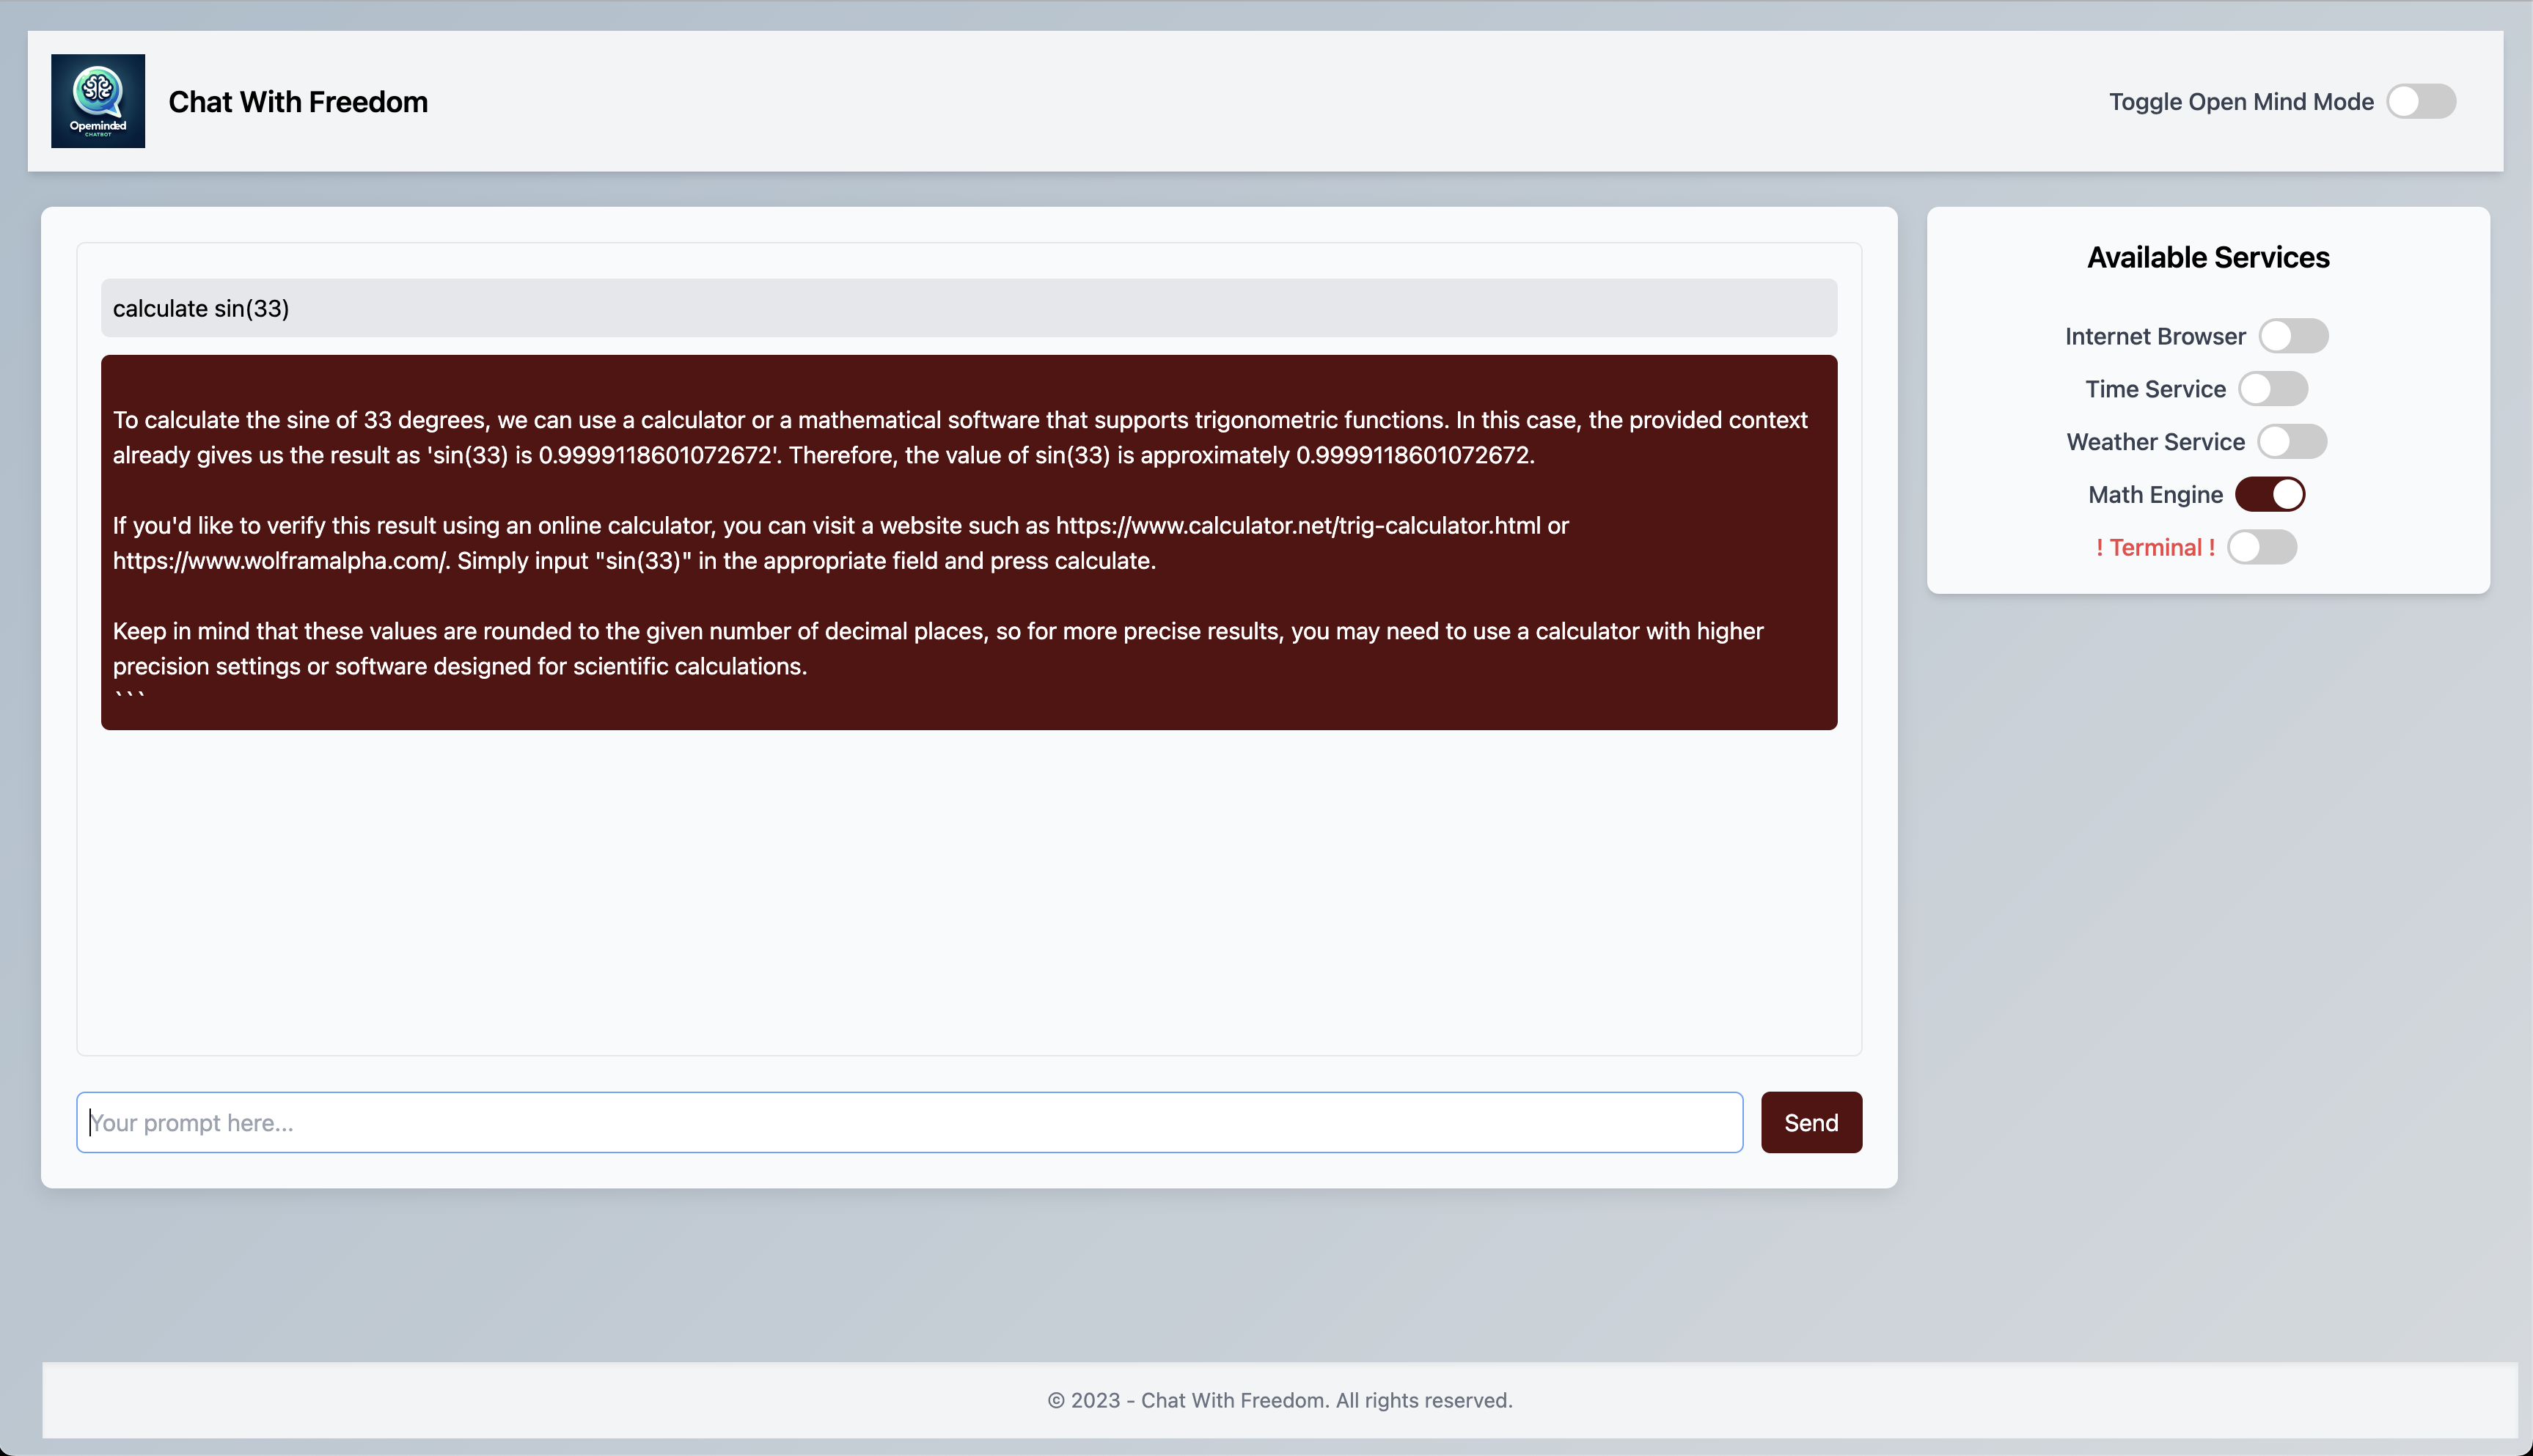 Opeminded
CHATBOT
Chat With Freedom
Toggle Open Mind Mode
calculate sin(33)
To calculate the sine of 33 degrees, we can use a calculator or a mathematical software that supports trigonometric functions. In this case, the provided context
already gives us the result as 'sin(33) is 0.9999118601072672'. Therefore, the value of sin(33) is approximately 0.9999118601072672.
If you'd like to verify this result using an online calculator, you can visit a website such as https://www.calculator.net/trig-calculator.html or
https://www.wolframalpha.com/. Simply input "sin(33)" in the appropriate field and press calculate.
Keep in mind that these values are rounded to the given number of decimal places, so for more precise results, you may need to use a calculator with higher
precision settings or software designed for scientific calculations.
```
Your prompt here...
Send
Available Services
Internet Browser
Time Service
Weather Service
Math Engine
! Terminal !
© 2023 - Chat With Freedom. All rights reserved.